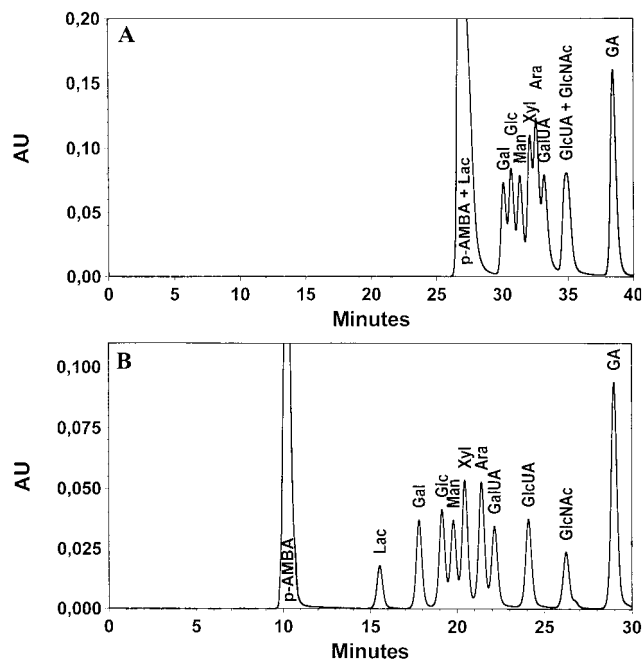 A
0,20
0,15
0,10
0,05
0,00
AU
p-AMBA + Lac
Gal
Glc
Man
Xyl
Ara
GalUA
GlcUA + GlcNAc
GA
0 5 10 15 20 25 30 35 40
Minutes
B
0,100
0,075
0,050
0,025
0,000
AU
p-AMBA
Lac
Gal
Glc
Man
Xyl
Ara
GalUA
GlcUA
GlcNAc
GA
0 5 10 15 20 25 30
Minutes